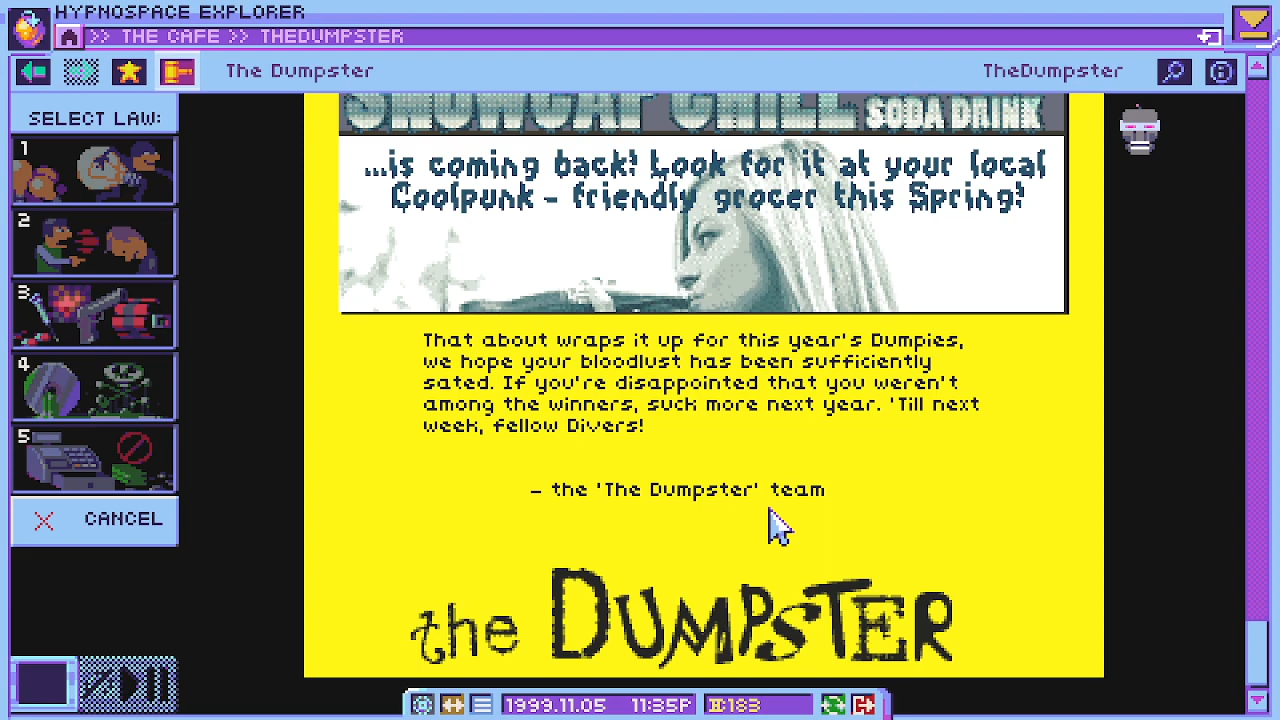 HYPNOSPACE EXPLORER
>> THE CAFE >> THEDUMPSTER
The Dumpster
TheDumpster
SELECT LAW:
1
2
3
4
5
CANCEL
SNOWCAP CHILL
SODA DRINK
...is coming back! Look for it at your local
Coolpunk - friendly grocer this Spring!
That about wraps it up for this year's Dumpies,
we hope your bloodlust has been sufficiently
sated. If you're disappointed that you weren't
among the winners, suck more next year. 'Till next
week, fellow Divers!
- the 'The Dumpster' team
the DUMPSTER
1999.11.05 11:35P
183